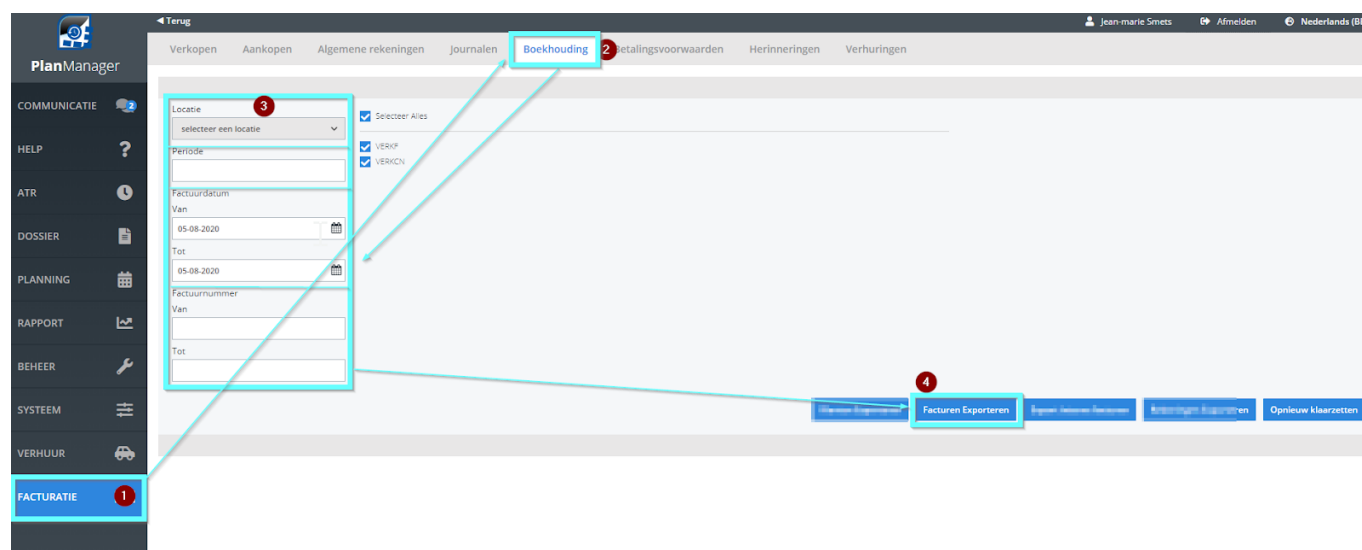 Terug
Jean-marie Smets
Afmelden
Nederlands (BE
PlanManager
Verkopen Aankopen Algemene rekeningen Journalen Boekhouding 2 Betalingsvoorwaarden Herinneringen Verhuringen
COMMUNICATIE 2
HELP ?
ATR
DOSSIER
PLANNING
RAPPORT
BEHEER
SYSTEEM
VERHUUR
FACTURATIE 1
Locatie 3
selecteer een locatie
Periode
Factuurdatum
Van
05-08-2020
Tot
05-08-2020
Factuurnummer
Van
Tot
Selecteer Alles
VERKF
VERKCN
4
Facturen Exporteren
Opnieuw klaarzetten